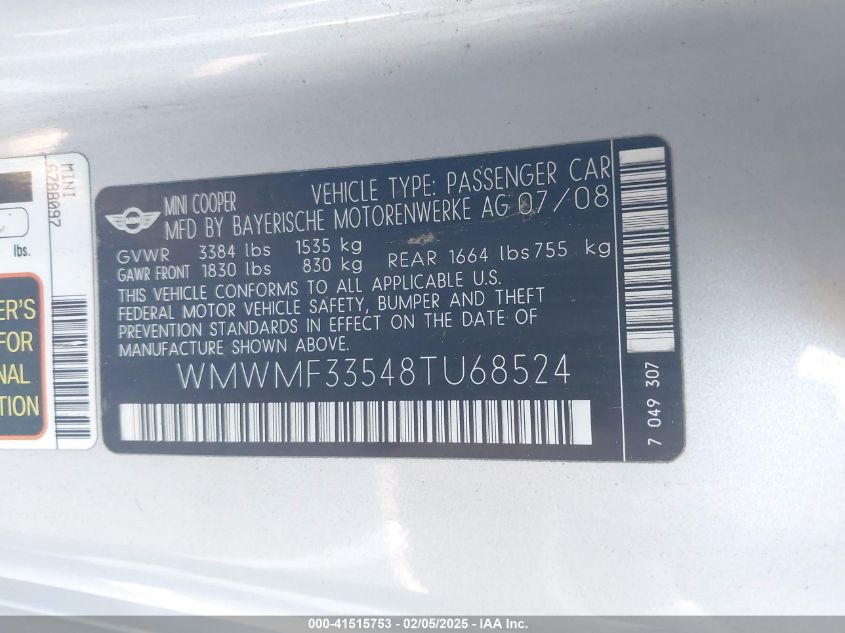 MINI
6788097
lbs.
ER'S
FOR
NAL
TION
MINI COOPER
VEHICLE TYPE: PASSENGER CAR
MFD BY BAYERISCHE MOTORENWERKE AG 07/08
GVWR 3384 lbs 1535 kg
GAWR FRONT 1830 lbs 830 kg REAR 1664 lbs 755 kg
THIS VEHICLE CONFORMS TO ALL APPLICABLE U.S.
FEDERAL MOTOR VEHICLE SAFETY, BUMPER AND THEFT
PREVENTION STANDARDS IN EFFECT ON THE DATE OF
MANUFACTURE SHOWN ABOVE.
WMWMF33548TU68524
7 049 307
000-41515753 - 02/05/2025 - IAA Inc.